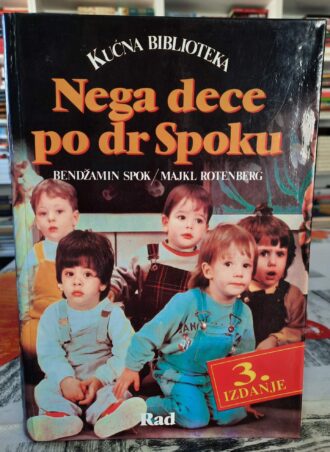 KUĆNA BIBLIOTEKA
Nega dece
po dr Spoku
BENDŽAMIN SPOK / MAJKL ROTENBERG
3.
IZDANJE
Rad